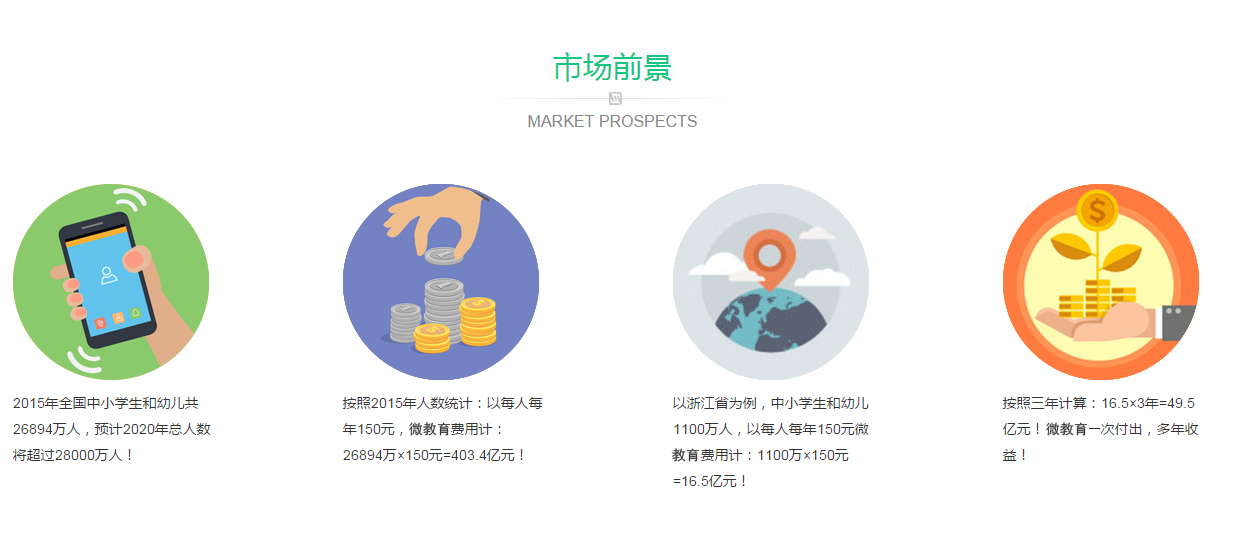 市场前景
MARKET PROSPECTS
2015年全国中小学生和幼儿共
26894万人，预计2020年总人数
将超过28000万人！
按照2015年人数统计：以每人每
年150元，微教育费用计：
26894万×150元=403.4亿元！
以浙江省为例，中小学生和幼儿
1100万人，以每人每年150元微
教育费用计：1100万×150元
=16.5亿元！
按照三年计算：16.5×3年=49.5
亿元！微教育一次付出，多年收
益！